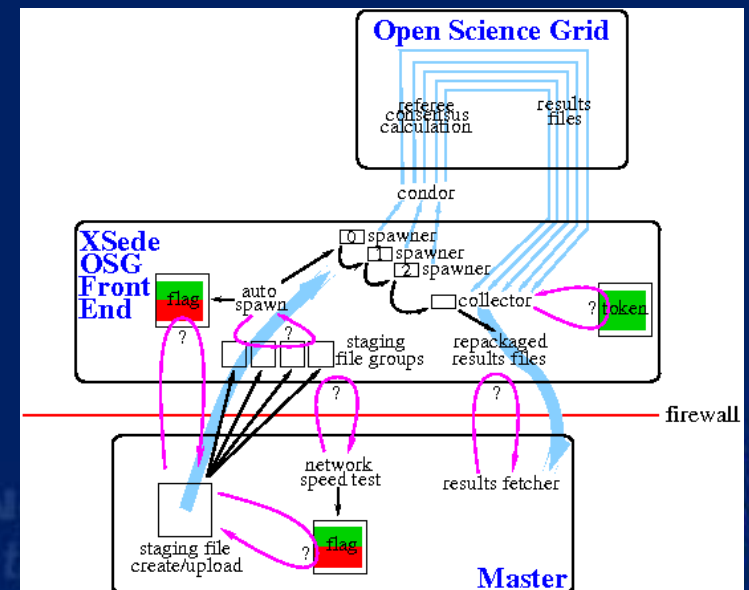 Open Science Grid
referee
consensus
calculation
results
files
condor
XSede
OSG
Front
End
0 spawner
1 spawner
2 spawner
flag
auto
spawn
?
?
collector
?
token
staging
file groups
repackaged
results files
?
?
firewall
network
speed test
results fetcher
staging file
create/upload
?
flag
Master